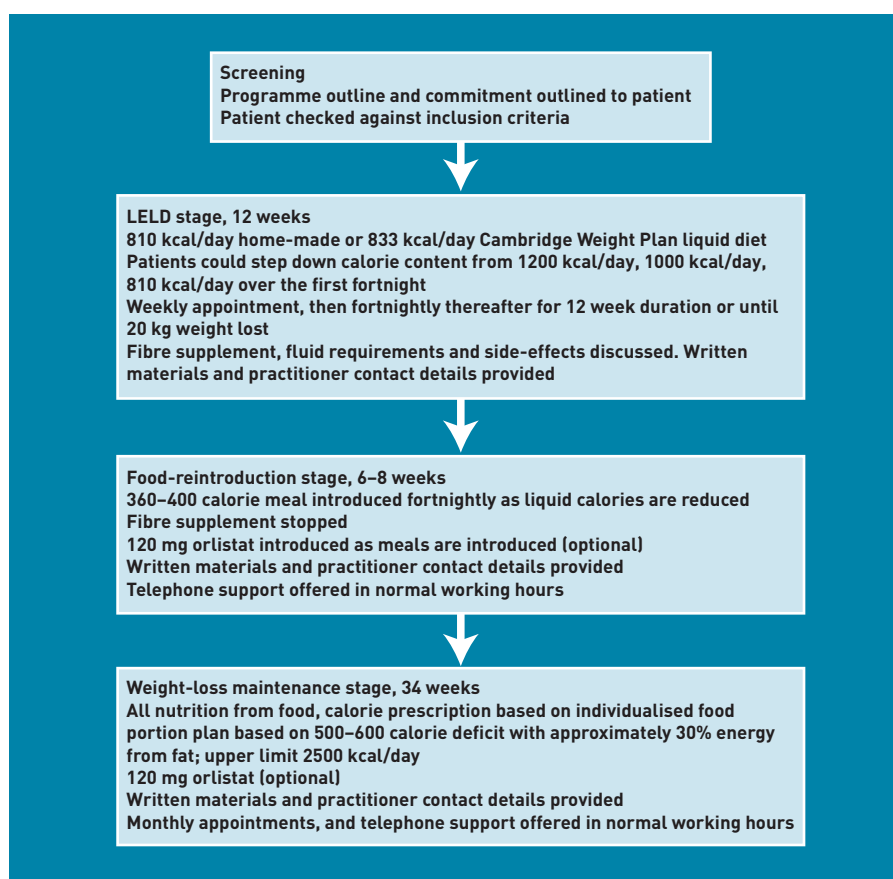 Screening
Programme outline and commitment outlined to patient
Patient checked against inclusion criteria
LELD stage, 12 weeks
810 kcal/day home-made or 833 kcal/day Cambridge Weight Plan liquid diet
Patients could step down calorie content from 1200 kcal/day, 1000 kcal/day,
810 kcal/day over the first fortnight
Weekly appointment, then fortnightly thereafter for 12 week duration or until
20 kg weight lost
Fibre supplement, fluid requirements and side-effects discussed. Written
materials and practitioner contact details provided
Food-reintroduction stage, 6–8 weeks
360–400 calorie meal introduced fortnightly as liquid calories are reduced
Fibre supplement stopped
120 mg orlistat introduced as meals are introduced (optional)
Written materials and practitioner contact details provided
Telephone support offered in normal working hours
Weight-loss maintenance stage, 34 weeks
All nutrition from food, calorie prescription based on individualised food
portion plan based on 500–600 calorie deficit with approximately 30% energy
from fat; upper limit 2500 kcal/day
120 mg orlistat (optional)
Written materials and practitioner contact details provided
Monthly appointments, and telephone support offered in normal working hours